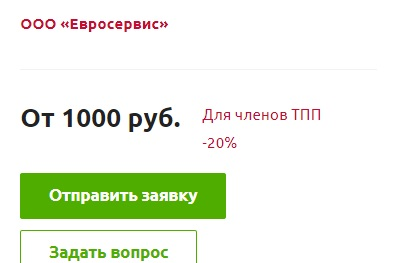 ООО «Евросервис»
От 1000 руб.
Для членов ТПП
-20%
Отправить заявку
Задать вопрос